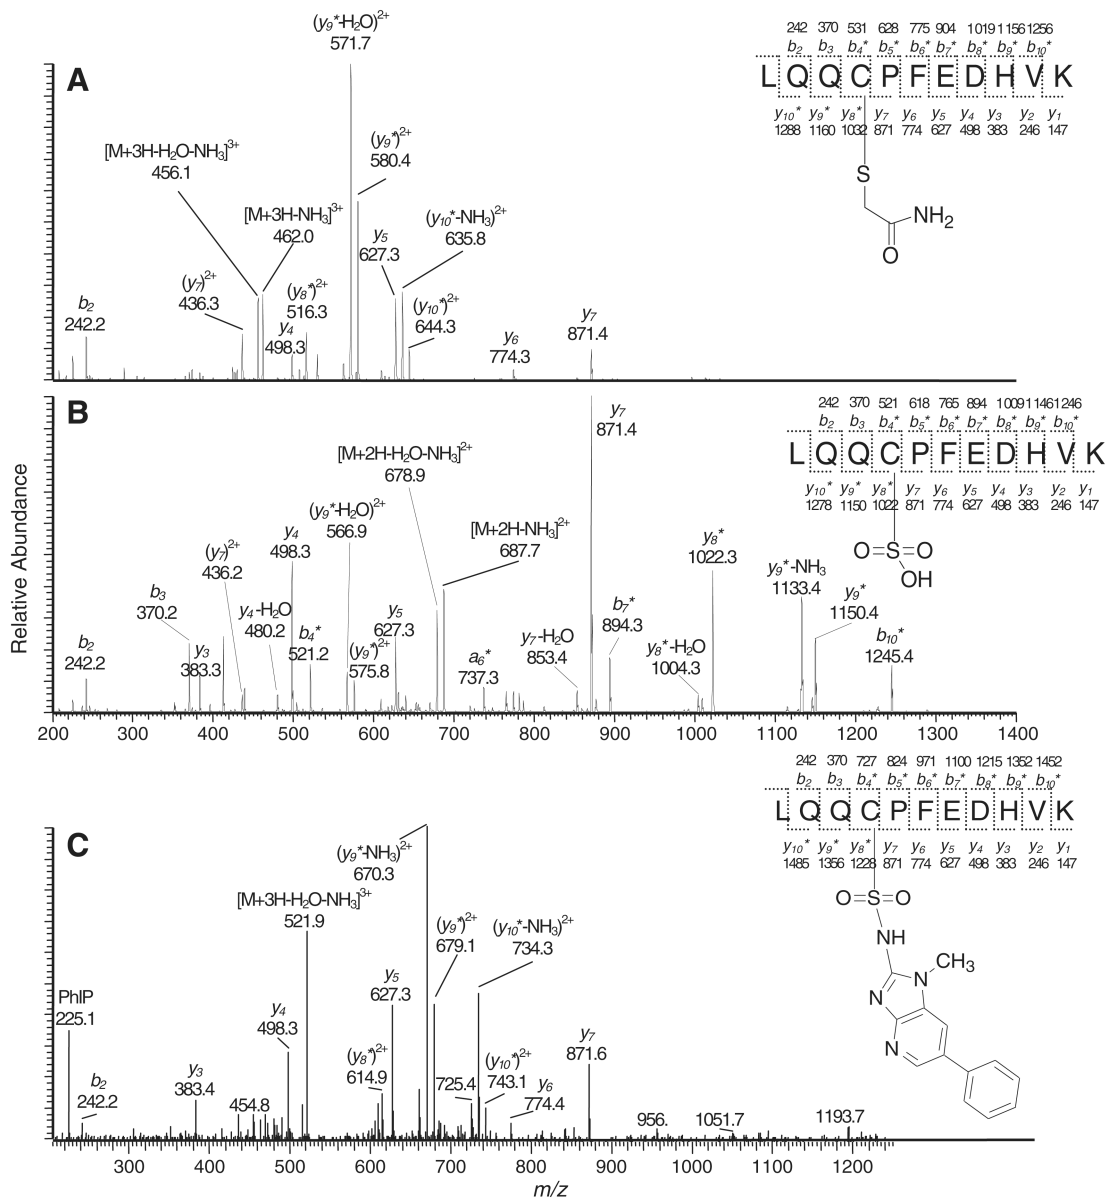 A
(y9*-H2O)2+
571.7
(y9*)2+
580.4
[M+3H-H2O-NH3]3+
456.1
[M+3H-NH3]3+
462.0
(y10*-NH3)2+
635.8
y5
627.3
(y7)2+
436.3
(y8*)2+
516.3
b2
242.2
y4
498.3
(y10*)2+
644.3
y6
774.3
y7
871.4
242 370 531 628 775 904 1019 1156 1256
b2 b3 b4* b5* b6* b7* b8* b9* b10*
L Q Q C P F E D H V K
y10* y9* y8* y7 y6 y5 y4 y3 y2 y1
1288 1160 1032 871 774 627 498 383 246 147
S
NH2
O
B
y7
871.4
[M+2H-H2O-NH3]2+
678.9
(y9*-H2O)2+
566.9
[M+2H-NH3]2+
687.7
y4
498.3
(y7)2+
436.2
b3
370.2
y4-H2O
480.2
y3
383.3
b4*
521.2
y5
627.3
(y9*)2+
575.8
b2
242.2
a6*
737.3
y7-H2O
853.4
b7*
894.3
y8*-H2O
1004.3
y8*
1022.3
y9*-NH3
1133.4
y9*
1150.4
b10*
1245.4
242 370 521 618 765 894 1009 1146 1246
b2 b3 b4* b5* b6* b7* b8* b9* b10*
L Q Q C P F E D H V K
y10* y9* y8* y7 y6 y5 y4 y3 y2 y1
1278 1150 1022 871 774 627 498 383 246 147
O=S=O
OH
Relative Abundance
200 300 400 500 600 700 800 900 1000 1100 1200 1300 1400
C
(y9*-NH3)2+
670.3
[M+3H-H2O-NH3]3+
521.9
(y9*)2+
679.1
(y10*-NH3)2+
734.3
y5
627.3
PhIP
225.1
y4
498.3
(y8*)2+
614.9
y7
871.6
b2
242.2
y3
383.4
454.8
725.4
(y10*)2+
743.1
y6
774.4
956.
1051.7
1193.7
242 370 727 824 971 1100 1215 1352 1452
b2 b3 b4* b5* b6* b7* b8* b9* b10*
L Q Q C P F E D H V K
y10* y9* y8* y7 y6 y5 y4 y3 y2 y1
1485 1356 1228 871 774 627 498 383 246 147
O=S=O
NH
N
CH3
N
N
300 400 500 600 700 800 900 1000 1100 1200
m/z